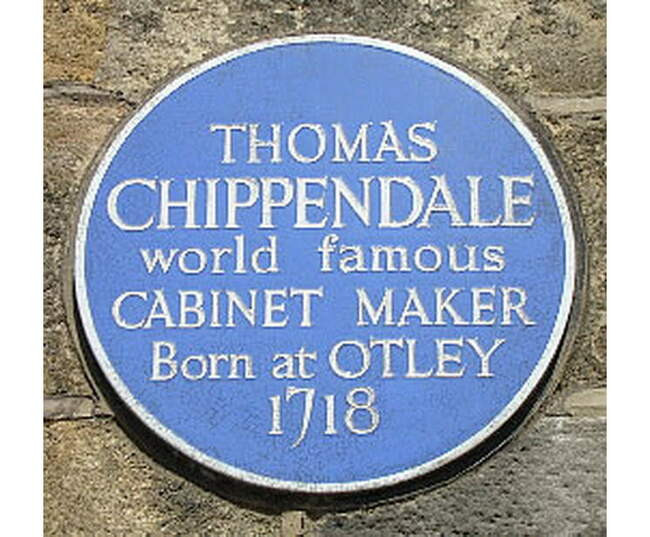 THOMAS
CHIPPENDALE
world famous
CABINET MAKER
Born at OTLEY
1718